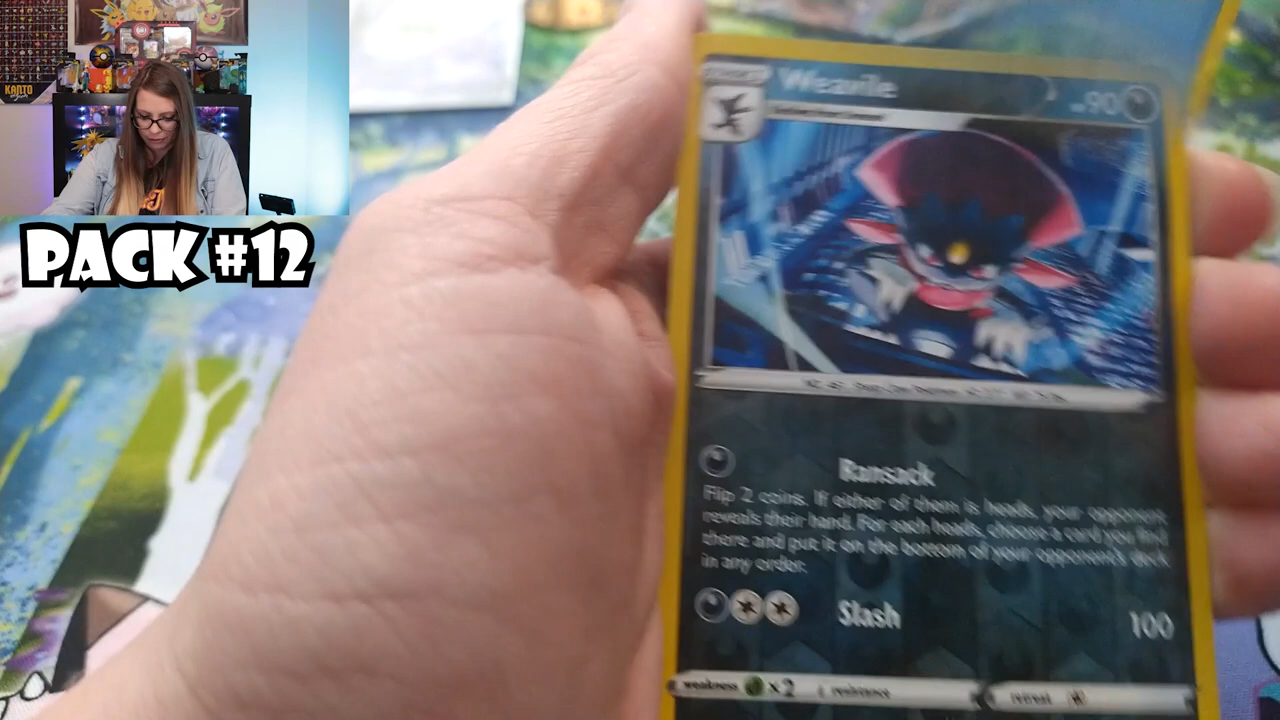 KANTO
PACK #12
Weavile
90
Ransack
Flip 2 coins. If either of them is heads, your opponent
reveals their hand. For each heads, choose a card you find
there and put it on the bottom of your opponent's deck
in any order.
Slash 100
weakness ×2 resistance retreat